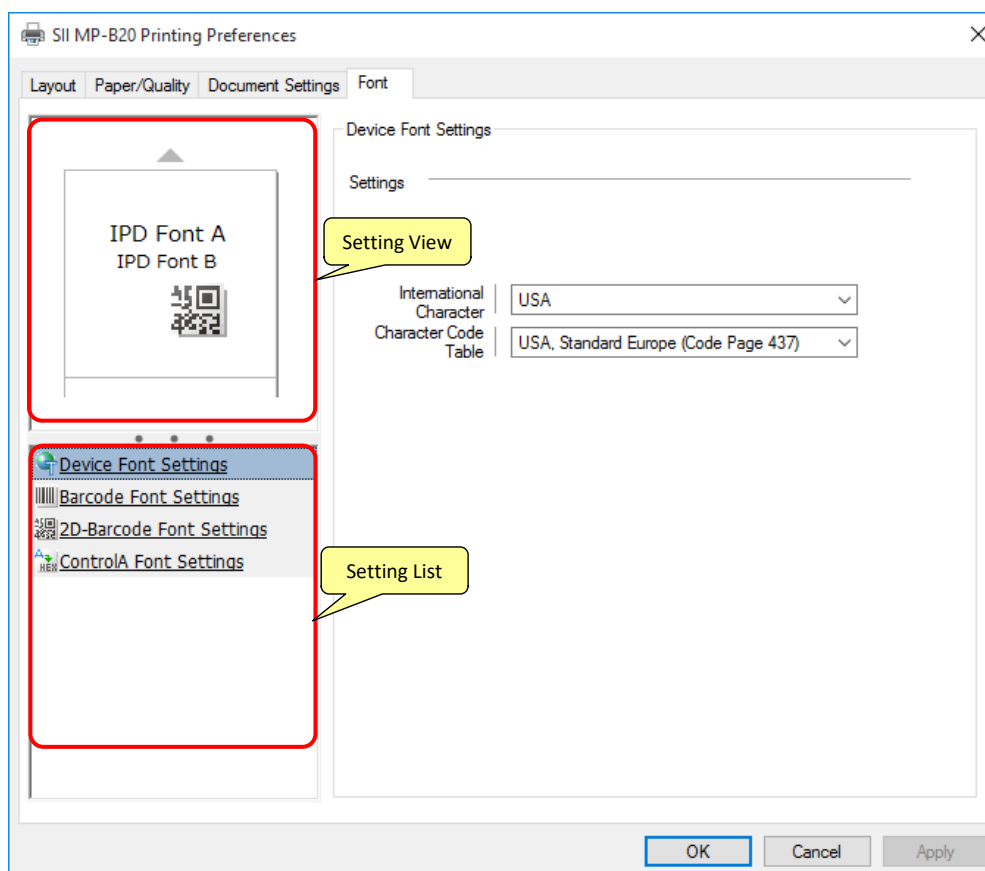 SII MP-B20 Printing Preferences
Layout Paper/Quality Document Settings Font
IPD Font A
IPD Font B
Setting View
Device Font Settings
Barcode Font Settings
2D-Barcode Font Settings
ControlA Font Settings
Setting List
Device Font Settings
Settings
International
Character
USA
Character Code
Table
USA, Standard Europe (Code Page 437)
OK Cancel Apply